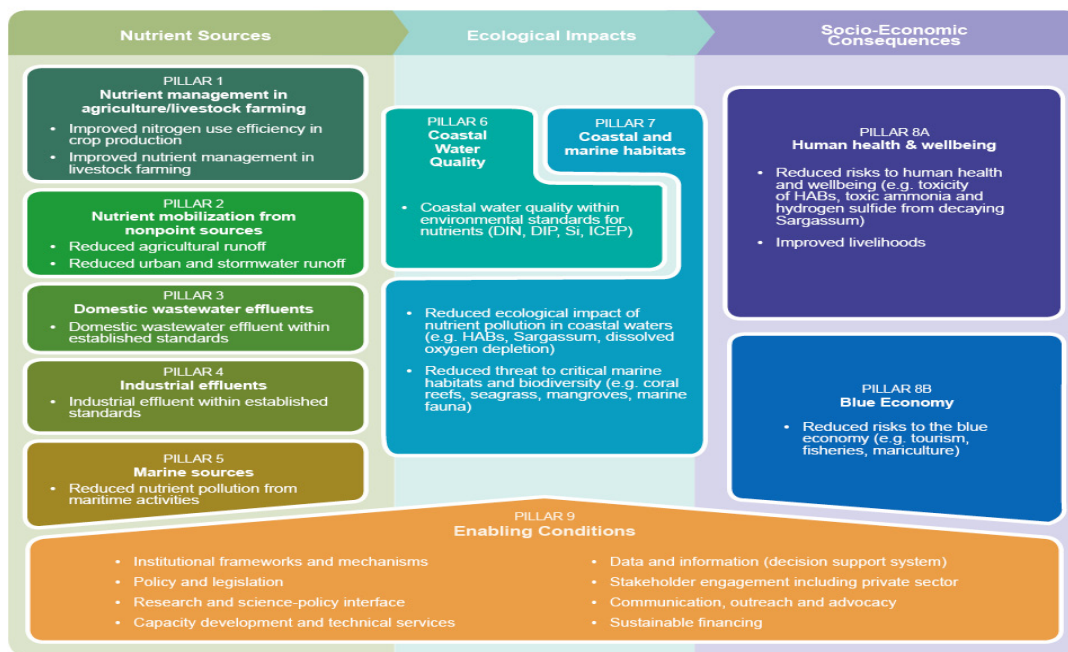 Nutrient Sources
Ecological Impacts
Socio-Economic
Consequences
PILLAR 1
Nutrient management in
agriculture/livestock farming
• Improved nitrogen use efficiency in
crop production
• Improved nutrient management in
livestock farming
PILLAR 2
Nutrient mobilization from
nonpoint sources
• Reduced agricultural runoff
• Reduced urban and stormwater runoff
PILLAR 3
Domestic wastewater effluents
• Domestic wastewater effluent within
established standards
PILLAR 4
Industrial effluents
• Industrial effluent within established
standards
PILLAR 5
Marine sources
• Reduced nutrient pollution from
maritime activities
PILLAR 6
Coastal
Water
Quality
• Coastal water quality within
environmental standards for
nutrients (DIN, DIP, Si, ICEP)
PILLAR 7
Coastal and
marine habitats
• Reduced ecological impact of
nutrient pollution in coastal waters
(e.g. HABs, Sargassum, dissolved
oxygen depletion)
• Reduced threat to critical marine
habitats and biodiversity (e.g. coral
reefs, seagrass, mangroves, marine
fauna)
PILLAR 8A
Human health & wellbeing
• Reduced risks to human health
and wellbeing (e.g. toxicity
of HABs, toxic ammonia and
hydrogen sulfide from decaying
Sargassum)
• Improved livelihoods
PILLAR 8B
Blue Economy
• Reduced risks to the blue
economy (e.g. tourism,
fisheries, mariculture)
PILLAR 9
Enabling Conditions
• Institutional frameworks and mechanisms
• Policy and legislation
• Research and science-policy interface
• Capacity development and technical services
• Data and information (decision support system)
• Stakeholder engagement including private sector
• Communication, outreach and advocacy
• Sustainable financing